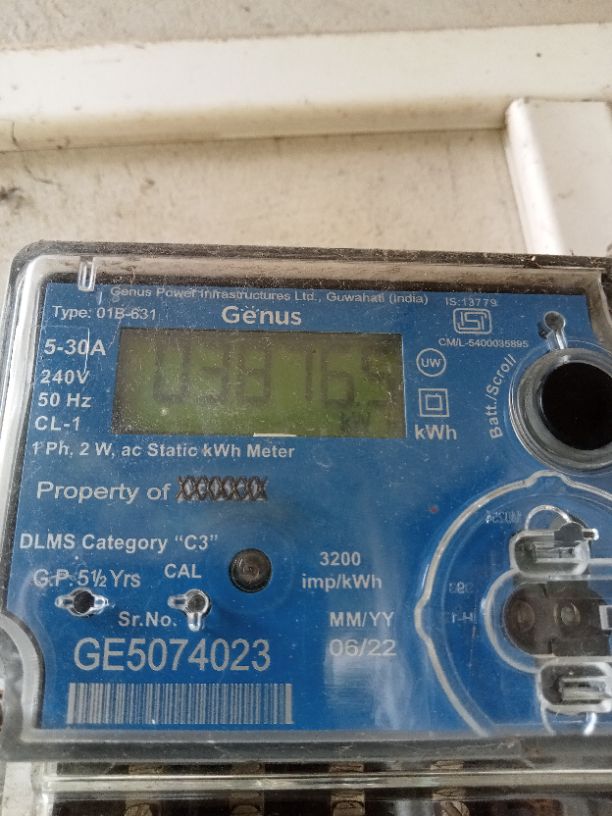 Genus Power Infrastructures Ltd., Guwahati (India)
IS:13779
Type: 01B-631
Genus
5-30A
240V
50 Hz
CL-1
CM/L-5400035895
UW
kWh
Batt./Scroll
1 Ph, 2 W, ac Static kWh Meter
Property of XXXXXXX
DLMS Category "C3"
G.P. 5½ Yrs
CAL
3200
imp/kWh
Sr.No.
MM/YY
06/22
GE5074023